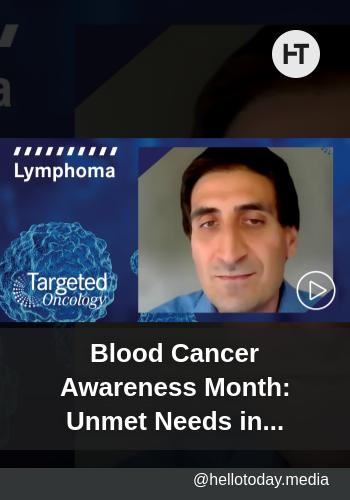 HT
Lymphoma
Targeted
Oncology
Blood Cancer
Awareness Month:
Unmet Needs in...
@hellotoday.media